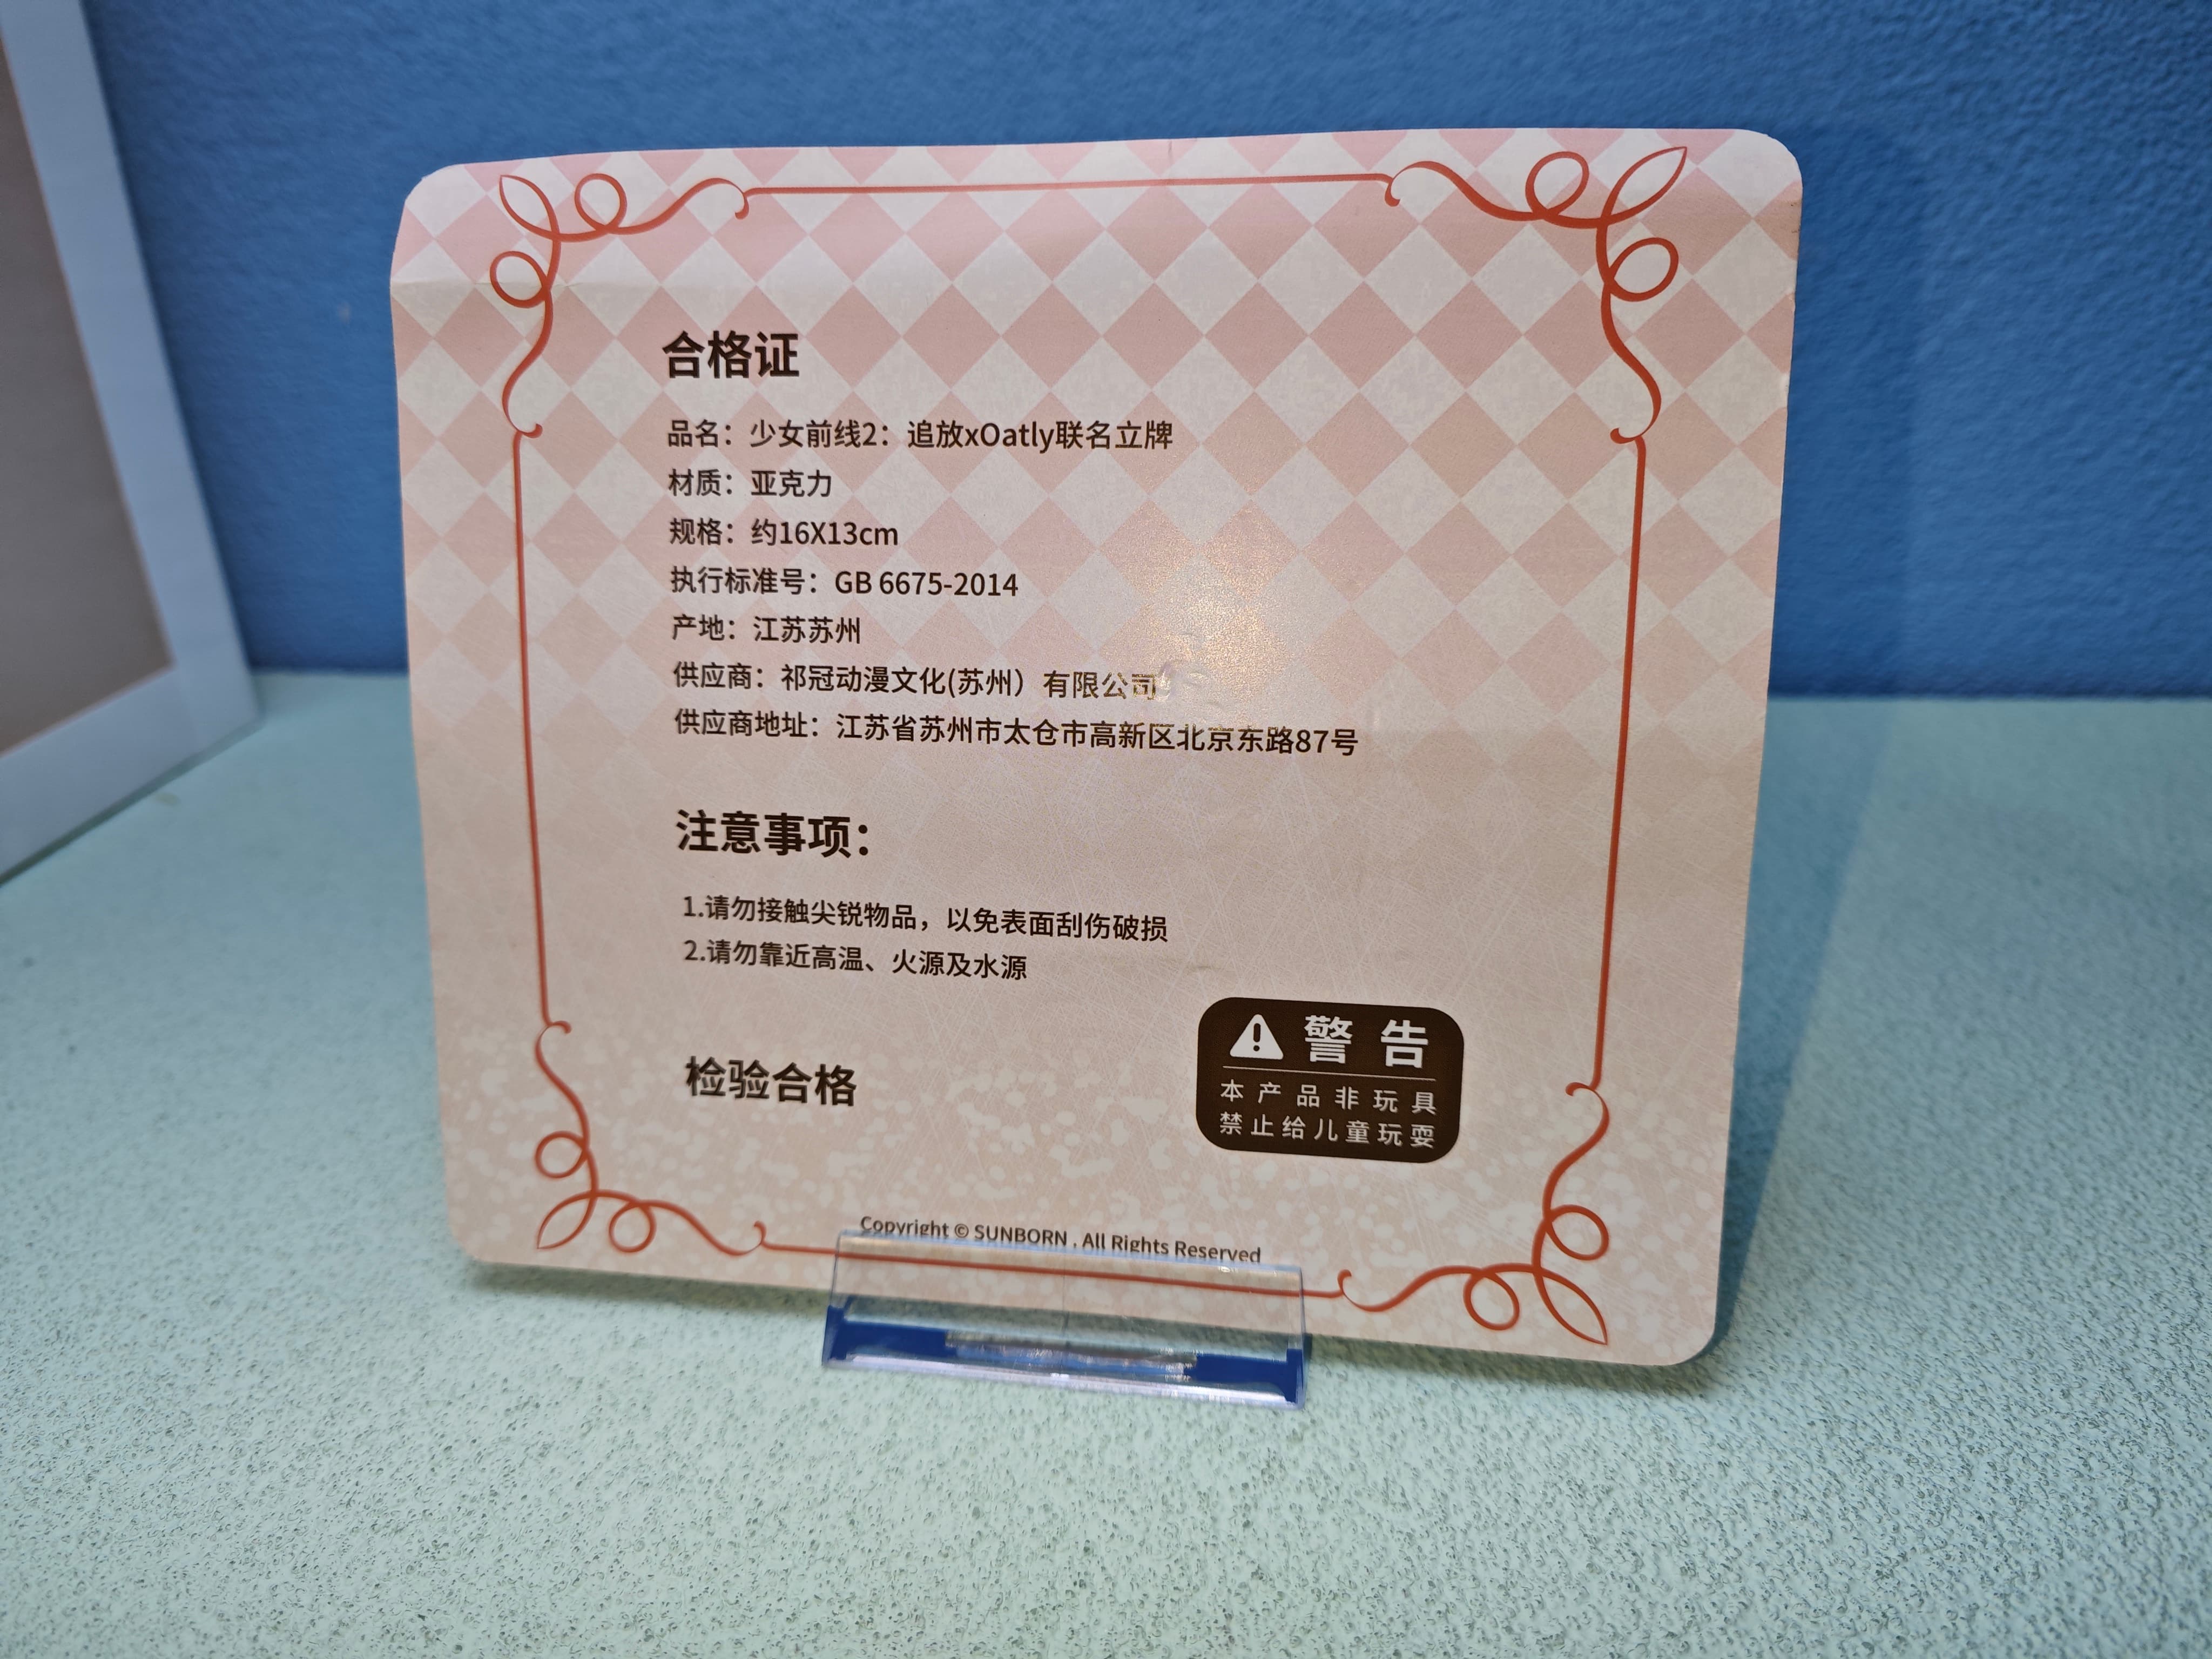 合格证
品名：少女前线2：追放xOatly联名立牌
材质：亚克力
规格：约16X13cm
执行标准号：GB 6675-2014
产地：江苏苏州
供应商：祁冠动漫文化(苏州）有限公司
供应商地址：江苏省苏州市太仓市高新区北京东路87号
注意事项：
1.请勿接触尖锐物品，以免表面刮伤破损
2.请勿靠近高温、火源及水源
检验合格
警告
本产品非玩具
禁止给儿童玩耍
Copyright © SUNBORN . All Rights Reserved